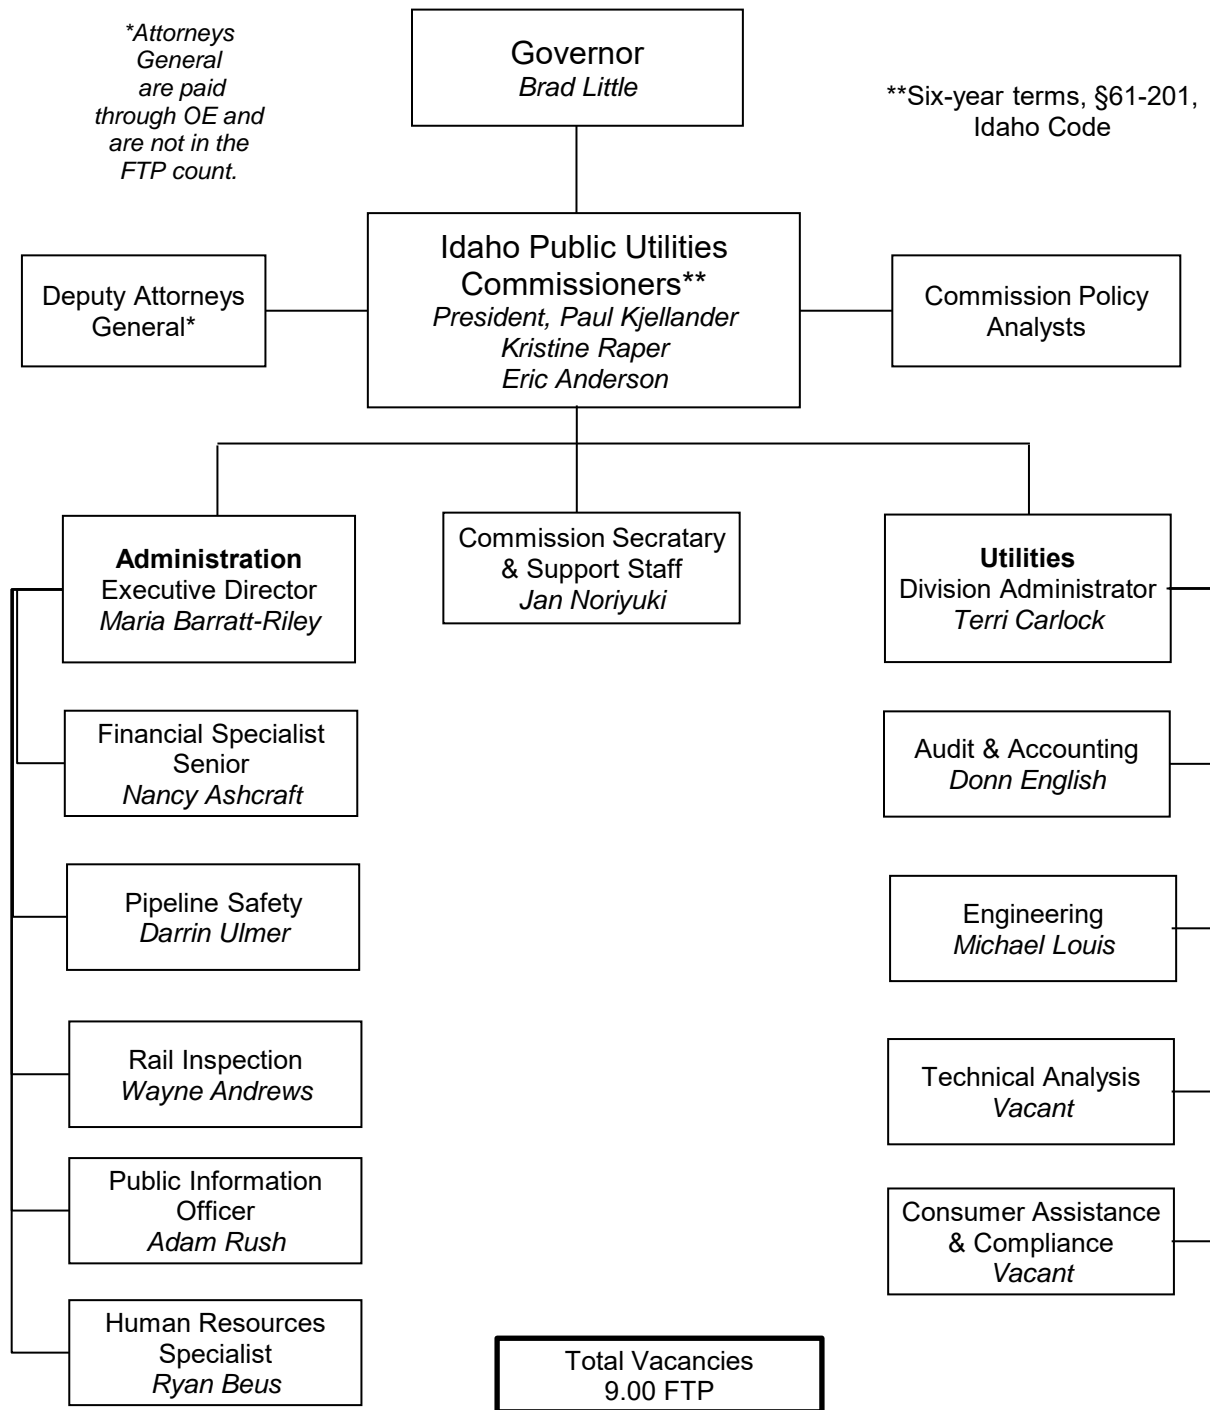 *Attorneys
General
are paid
through OE and
are not in the
FTP count.
Governor
Brad Little
**Six-year terms, §61-201,
Idaho Code
Deputy Attorneys
General*
Idaho Public Utilities
Commissioners**
President, Paul Kjellander
Kristine Raper
Eric Anderson
Commission Policy
Analysts
Administration
Executive Director
Maria Barratt-Riley
Commission Secratary
& Support Staff
Jan Noriyuki
Utilities
Division Administrator
Terri Carlock
Financial Specialist
Senior
Nancy Ashcraft
Audit & Accounting
Donn English
Pipeline Safety
Darrin Ulmer
Engineering
Michael Louis
Rail Inspection
Wayne Andrews
Technical Analysis
Vacant
Public Information
Officer
Adam Rush
Consumer Assistance
& Compliance
Vacant
Human Resources
Specialist
Ryan Beus
Total Vacancies
9.00 FTP